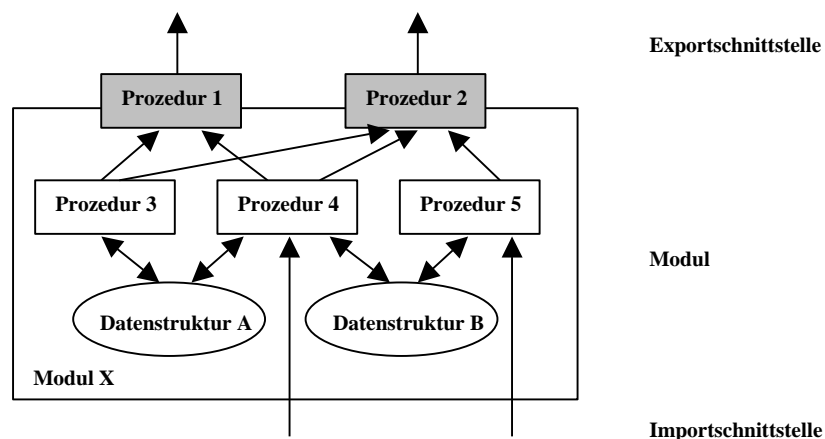 Exportschnittstelle
Prozedur 1
Prozedur 2
Prozedur 3
Prozedur 4
Prozedur 5
Modul
Datenstruktur A
Datenstruktur B
Modul X
Importschnittstelle